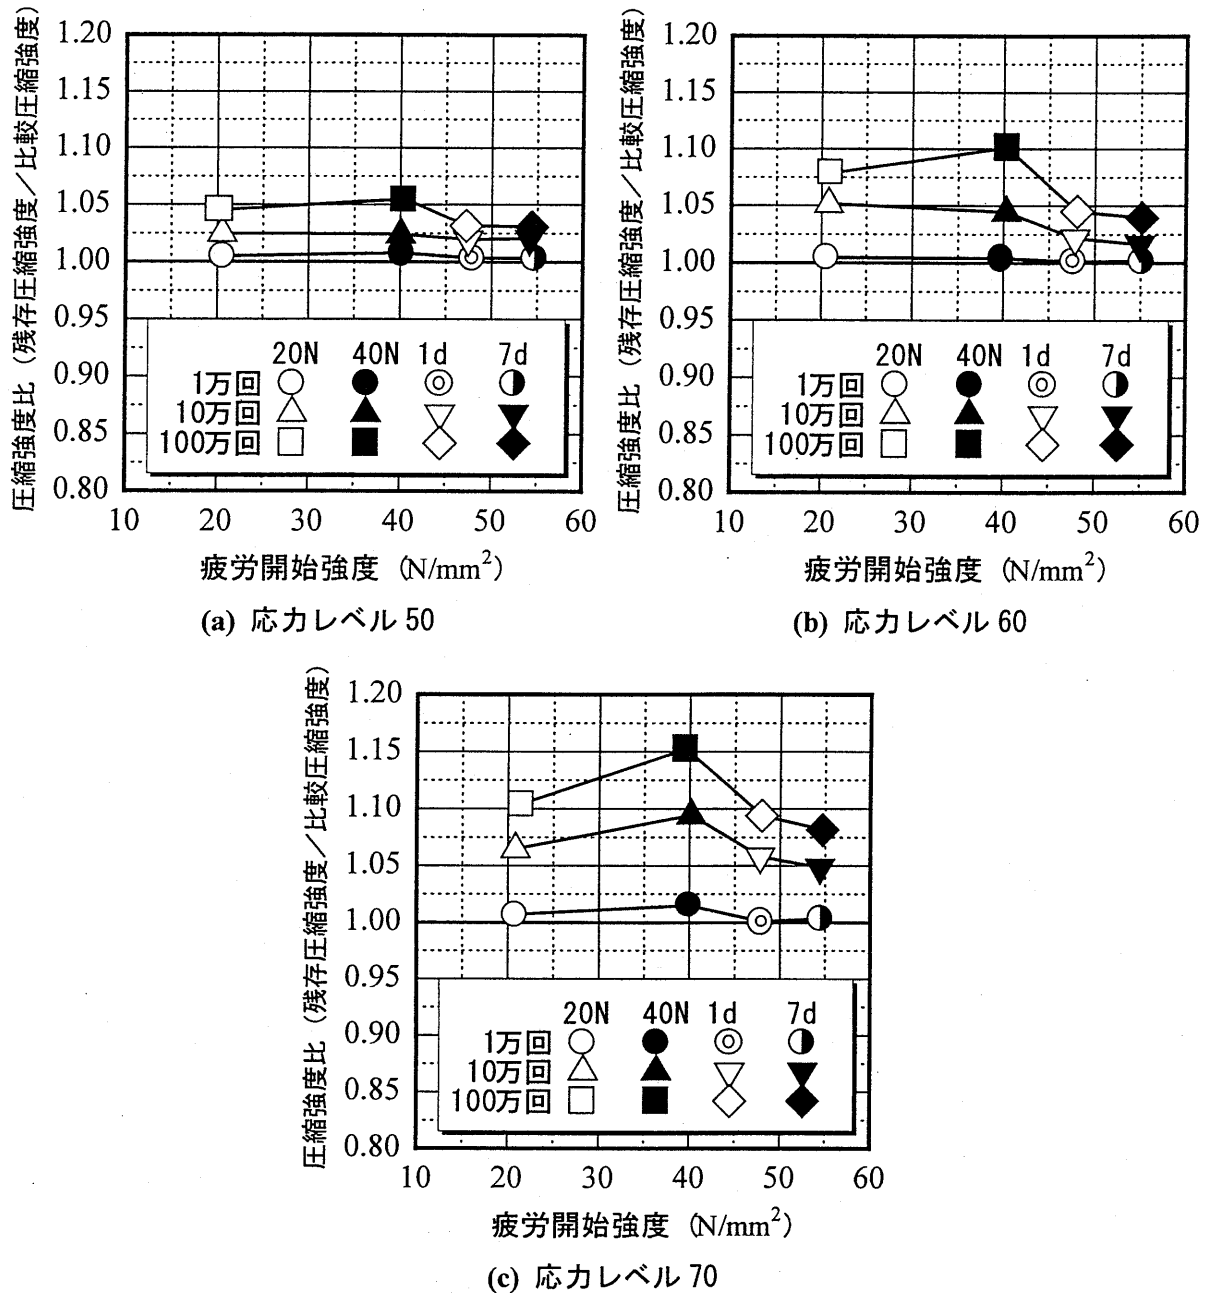 圧縮強度比(残存圧縮強度/比較圧縮強度)
1.20
1.15
1.10
1.05
1.00
0.95
0.90
0.85
0.80
20N 40N 1d 7d
1万回
10万回
100万回
10 20 30 40 50 60
疲労開始強度 (N/mm²)
(a) 応力レベル 50
圧縮強度比(残存圧縮強度/比較圧縮強度)
1.20
1.15
1.10
1.05
1.00
0.95
0.90
0.85
0.80
20N 40N 1d 7d
1万回
10万回
100万回
10 20 30 40 50 60
疲労開始強度 (N/mm²)
(b) 応力レベル 60
圧縮強度比(残存圧縮強度/比較圧縮強度)
1.20
1.15
1.10
1.05
1.00
0.95
0.90
0.85
0.80
20N 40N 1d 7d
1万回
10万回
100万回
10 20 30 40 50 60
疲労開始強度 (N/mm²)
(c) 応力レベル 70